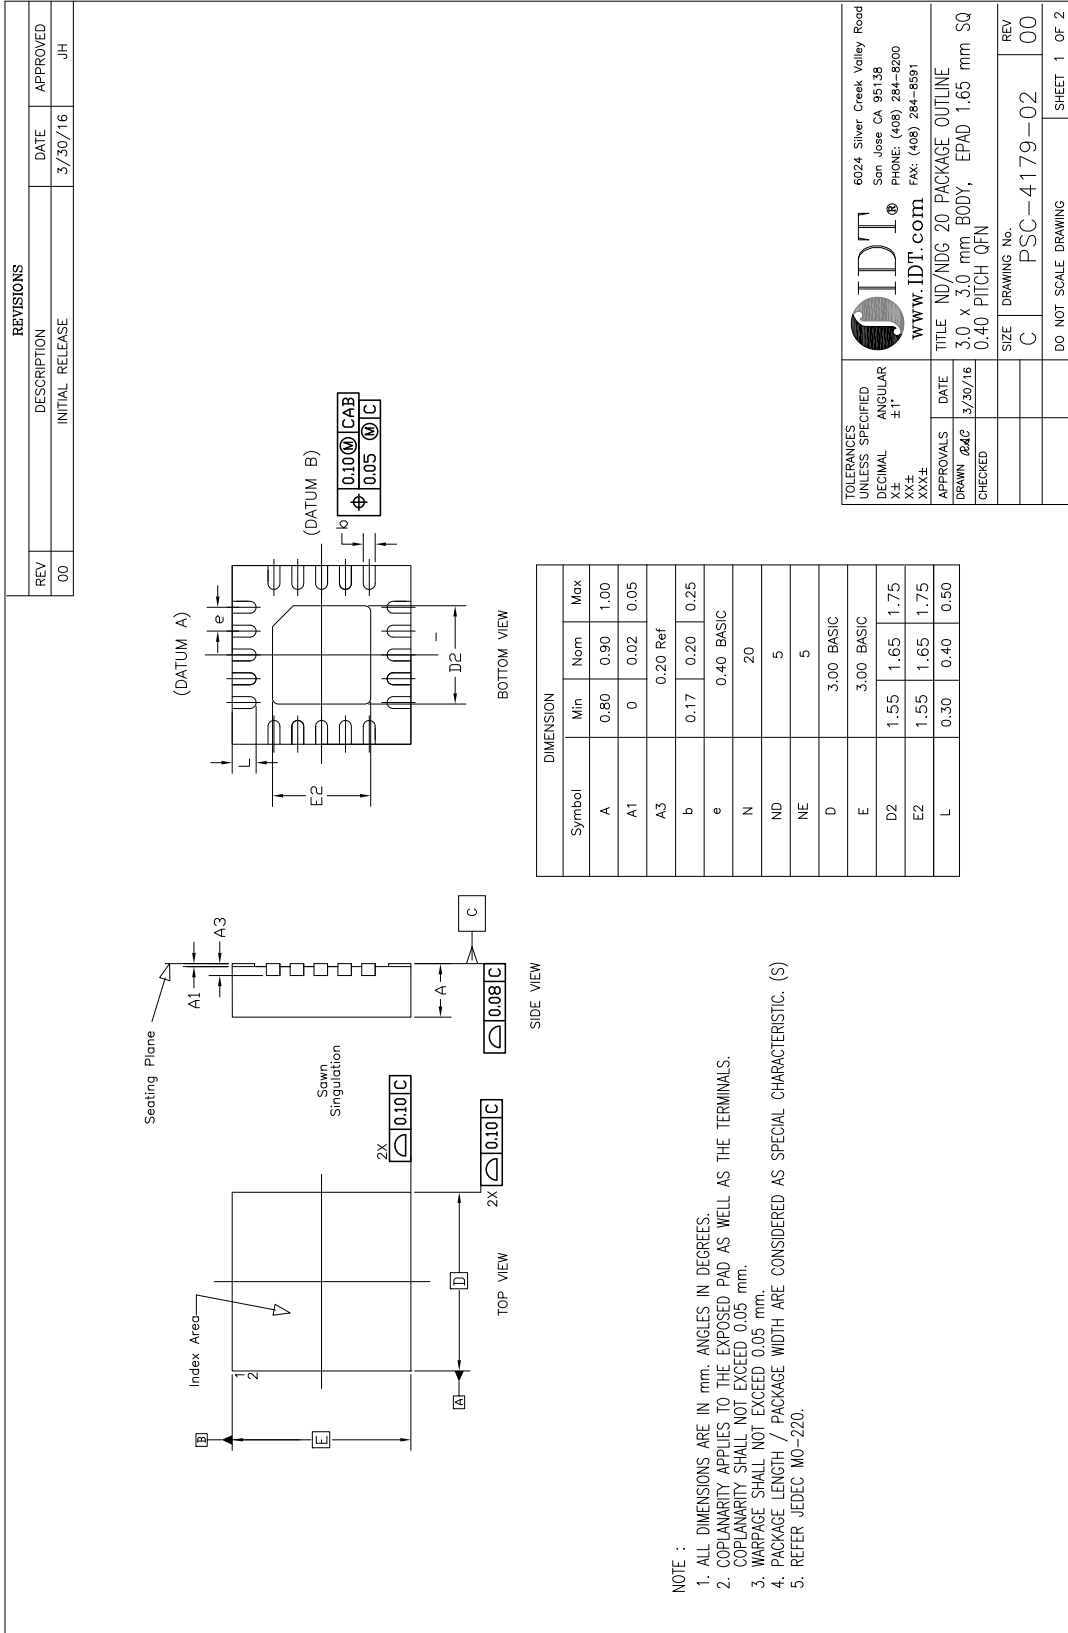 REVISIONS
REV DESCRIPTION DATE APPROVED
00 INITIAL RELEASE 3/30/16 JH
Index Area
1
2
B
E
A
D
2X
0.10 C
2X
0.10 C
TOP VIEW
Sawn
Singulation
Seating Plane
A1
A3
A
C
0.08 C
SIDE VIEW
(DATUM A)
(DATUM B)
L
e
E2
D2
b
0.10 M CAB
0.05 M C
BOTTOM VIEW
DIMENSION
Symbol Min Nom Max
A 0.80 0.90 1.00
A1 0 0.02 0.05
A3 0.20 Ref
b 0.17 0.20 0.25
e 0.40 BASIC
N 20
ND 5
NE 5
D 3.00 BASIC
E 3.00 BASIC
D2 1.55 1.65 1.75
E2 1.55 1.65 1.75
L 0.30 0.40 0.50
NOTE :
1. ALL DIMENSIONS ARE IN mm. ANGLES IN DEGREES.
2. COPLANARITY APPLIES TO THE EXPOSED PAD AS WELL AS THE TERMINALS.
COPLANARITY SHALL NOT EXCEED 0.05 mm.
3. WARPAGE SHALL NOT EXCEED 0.05 mm.
4. PACKAGE LENGTH / PACKAGE WIDTH ARE CONSIDERED AS SPECIAL CHARACTERISTIC. (S)
5. REFER JEDEC MO-220.
TOLERANCES
UNLESS SPECIFIED
DECIMAL ANGULAR
X± ±1°
XX±
XXX±
APPROVALS DATE
DRAWN RAC 3/30/16
CHECKED
IDT®
www.IDT.com
6024 Silver Creek Valley Road
San Jose CA 95138
PHONE: (408) 284-8200
FAX: (408) 284-8591
TITLE ND/NDG 20 PACKAGE OUTLINE
3.0 x 3.0 mm BODY, EPAD 1.65 mm SQ
0.40 PITCH QFN
SIZE DRAWING No. REV
C PSC-4179-02 00
DO NOT SCALE DRAWING SHEET 1 OF 2